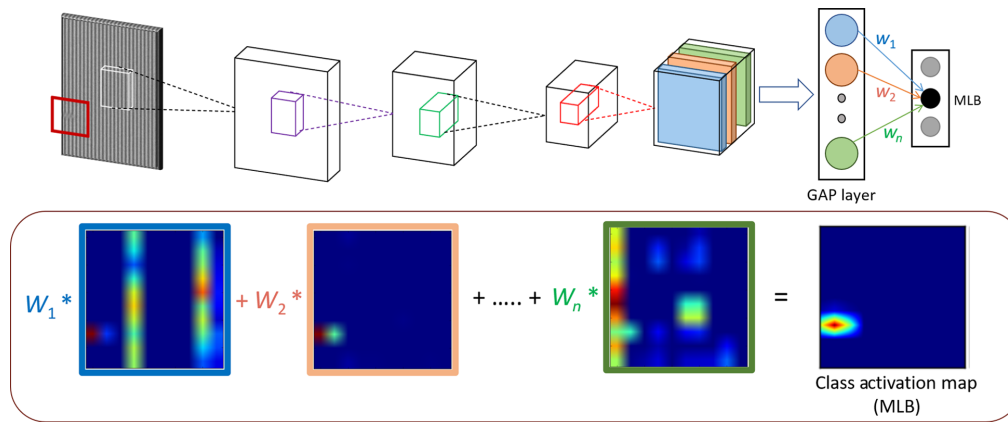 w1
w2
wn
MLB
GAP layer
W1 * + W2 * + ..... + Wn * =
Class activation map
(MLB)